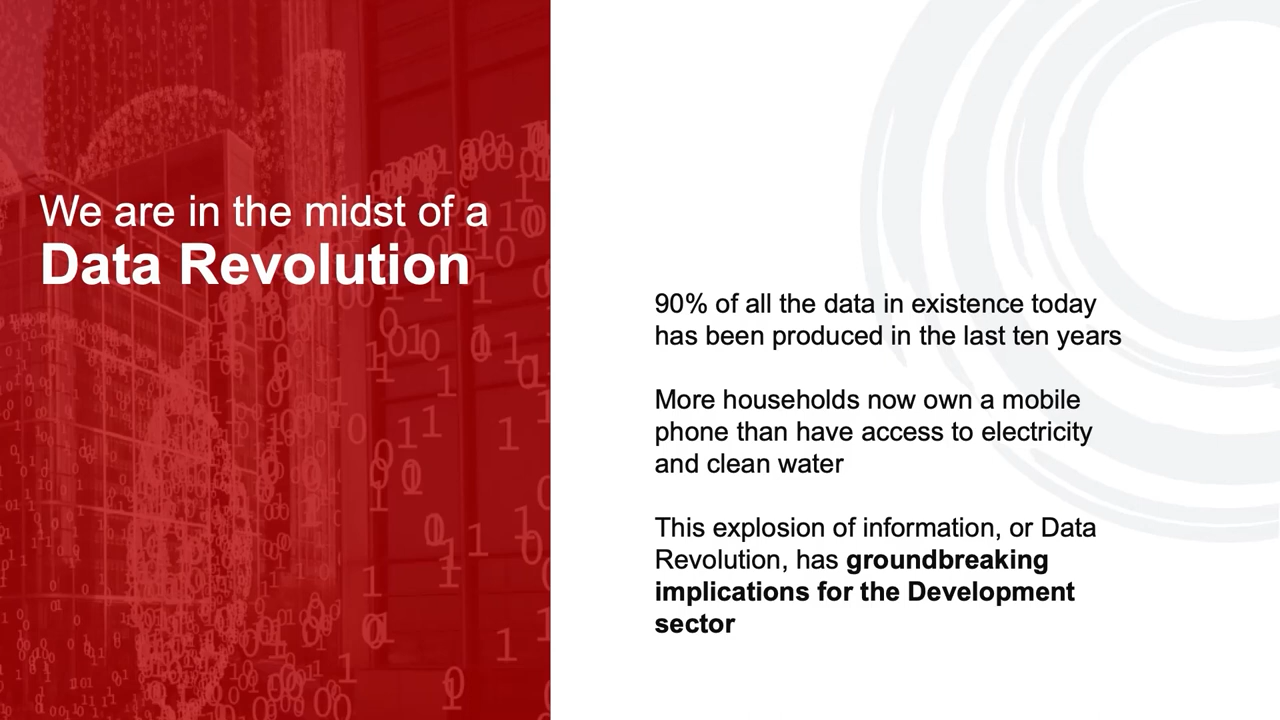 We are in the midst of a
Data Revolution
90% of all the data in existence today
has been produced in the last ten years
More households now own a mobile
phone than have access to electricity
and clean water
This explosion of information, or Data
Revolution, has groundbreaking
implications for the Development
sector